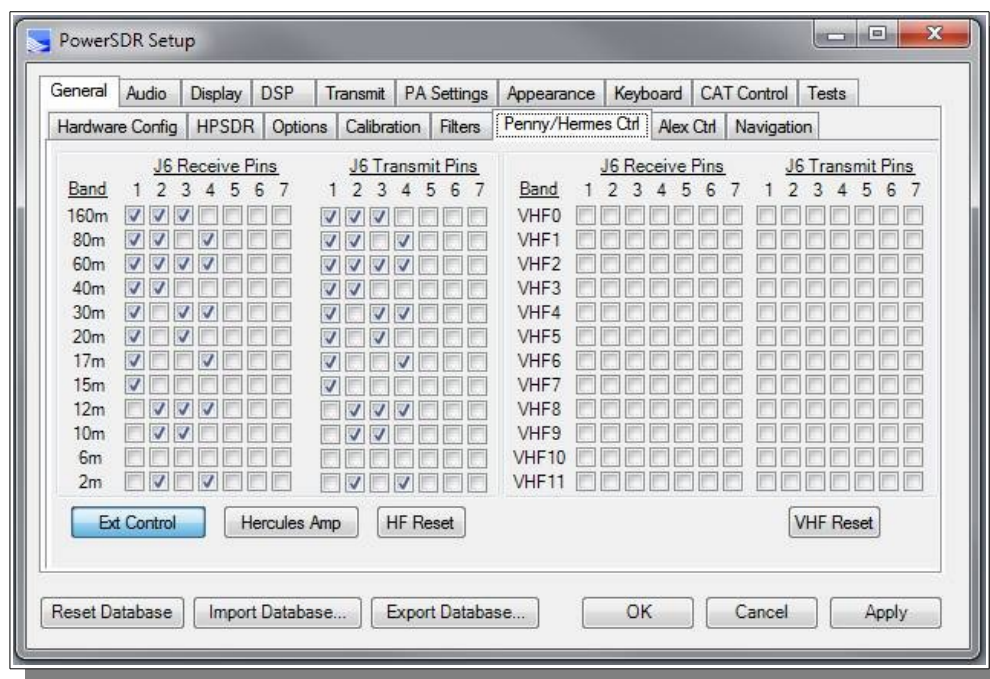 PowerSDR Setup
General Audio Display DSP Transmit PA Settings Appearance Keyboard CAT Control Tests
Hardware Config HPSDR Options Calibration Filters Penny/Hermes Ctrl Alex Ctrl Navigation
J6 Receive Pins J6 Transmit Pins J6 Receive Pins J6 Transmit Pins
Band 1 2 3 4 5 6 7 1 2 3 4 5 6 7 Band 1 2 3 4 5 6 7 1 2 3 4 5 6 7
160m VHF0
80m VHF1
60m VHF2
40m VHF3
30m VHF4
20m VHF5
17m VHF6
15m VHF7
12m VHF8
10m VHF9
6m VHF10
2m VHF11
Ext Control Hercules Amp HF Reset VHF Reset
Reset Database Import Database... Export Database... OK Cancel Apply